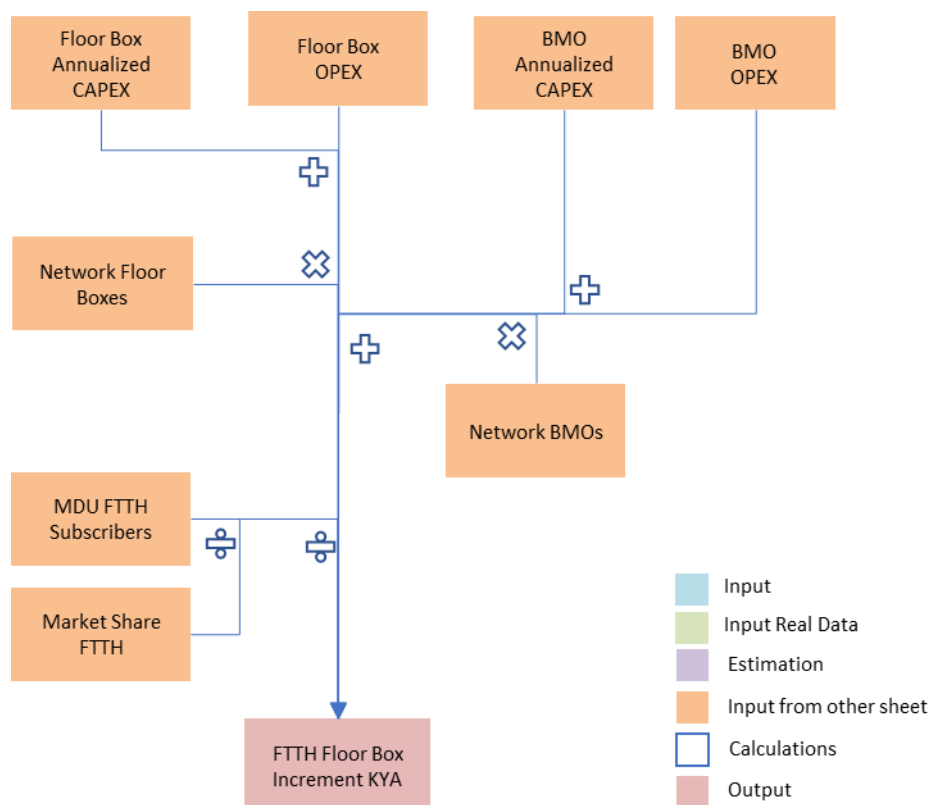 Floor Box
Annualized
CAPEX
Floor Box
OPEX
BMO
Annualized
CAPEX
BMO
OPEX
Network Floor
Boxes
Network BMOs
MDU FTTH
Subscribers
Market Share
FTTH
Input
Input Real Data
Estimation
Input from other sheet
Calculations
Output
FTTH Floor Box
Increment KYA